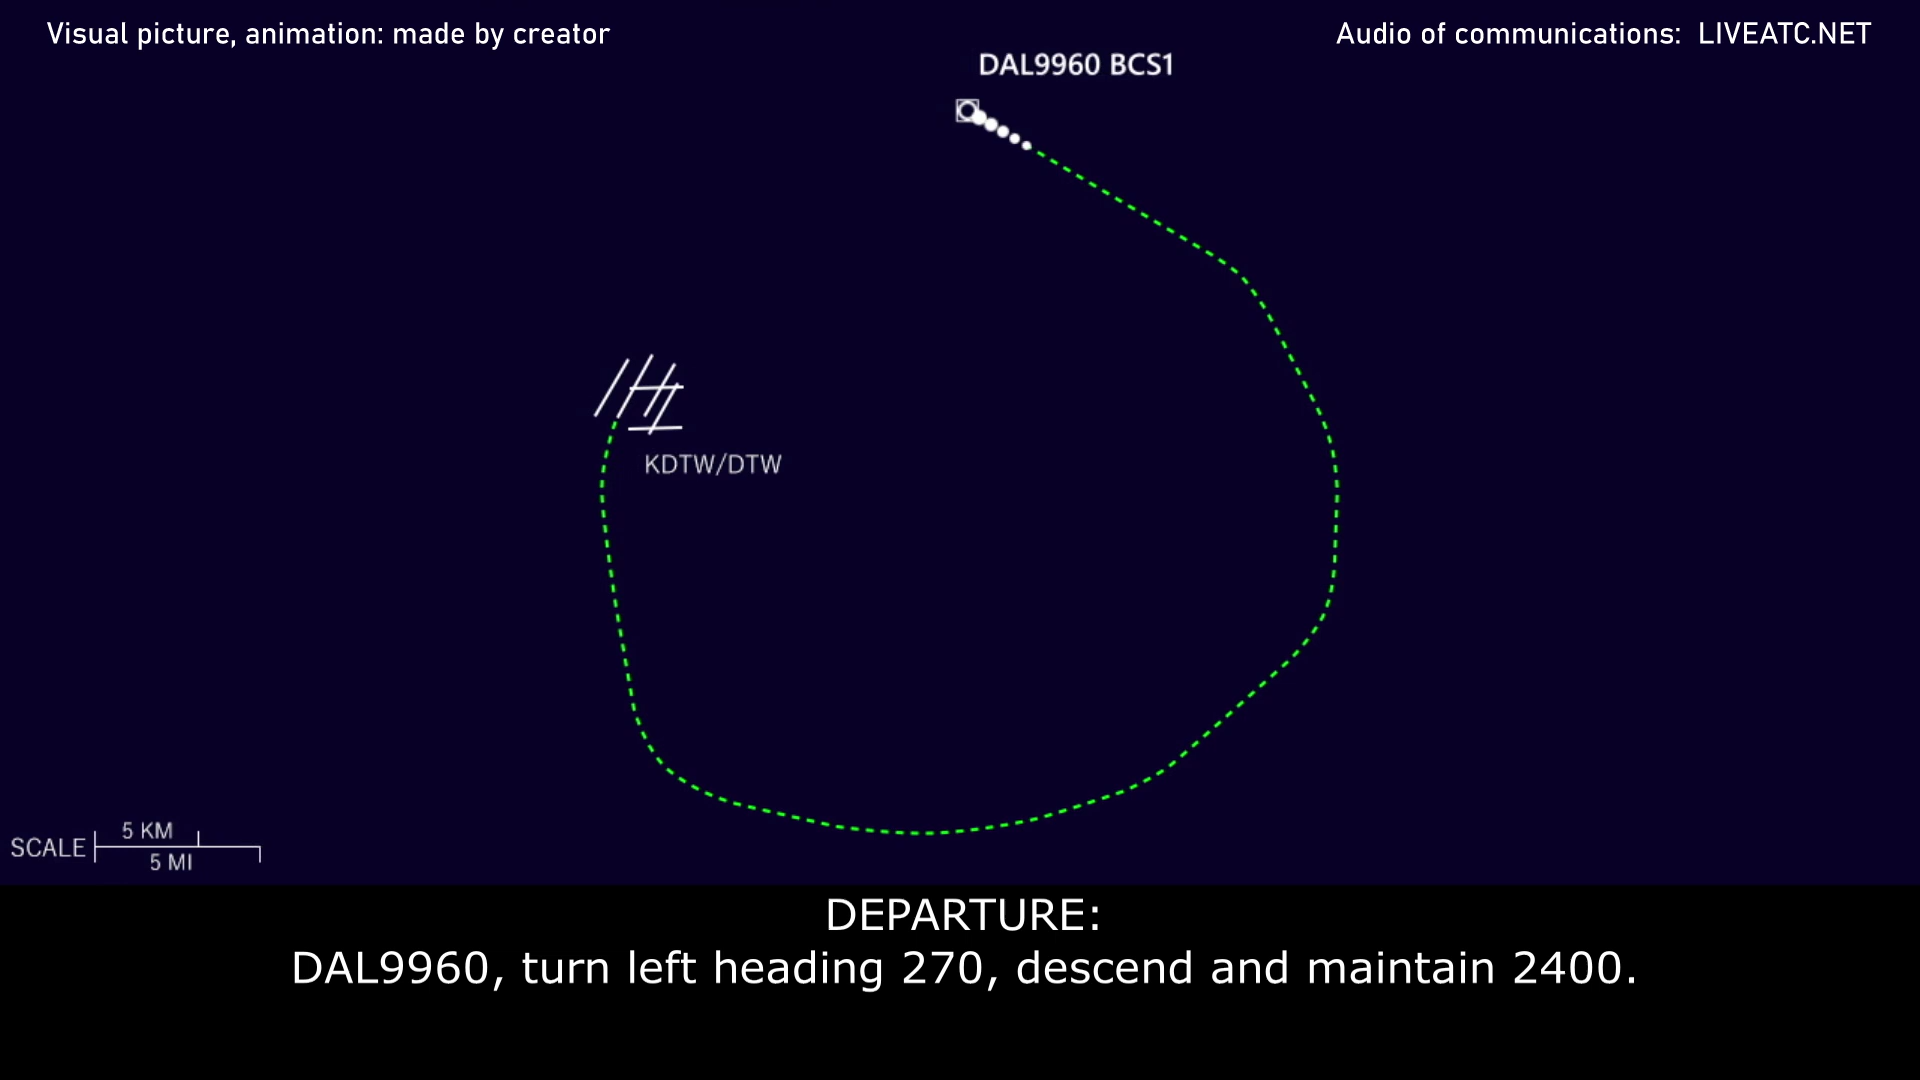 Visual picture, animation: made by creator
Audio of communications: LIVEATC.NET
DAL9960 BCS1
KDTW/DTW
5 KM
SCALE
5 MI
DEPARTURE:
DAL9960, turn left heading 270, descend and maintain 2400.